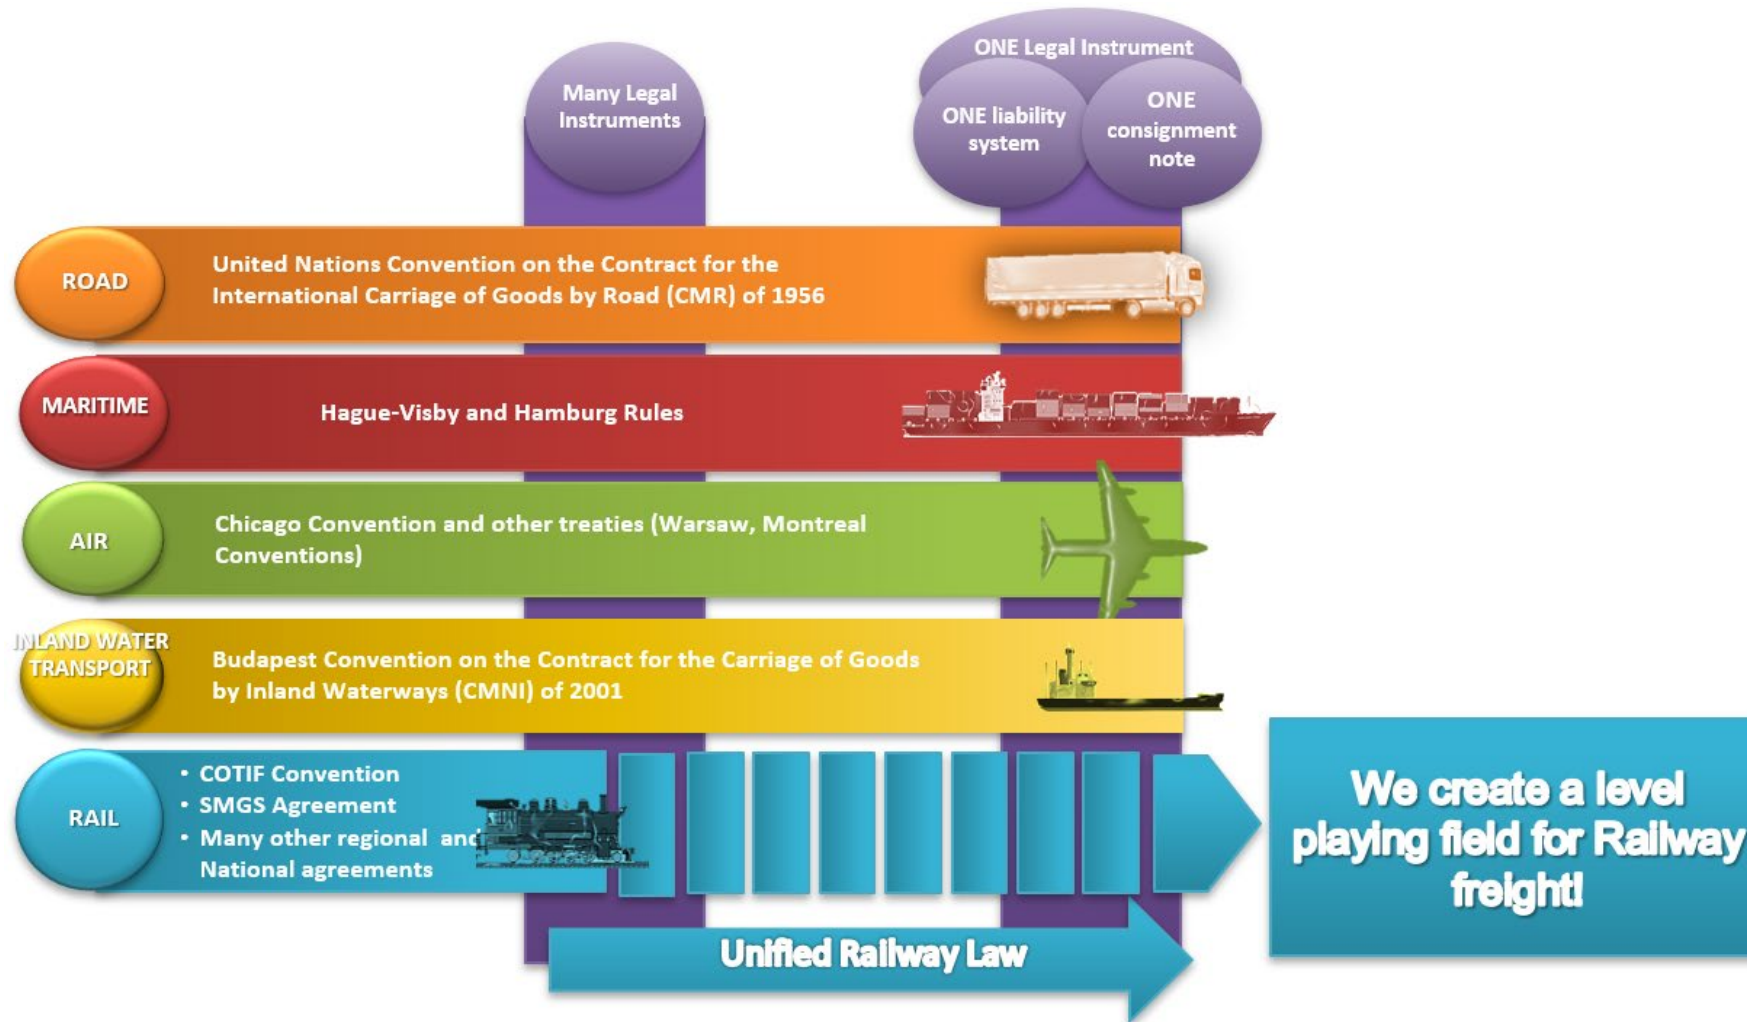 Many Legal
Instruments
ONE Legal Instrument
ONE liability
system
ONE
consignment
note
ROAD
United Nations Convention on the Contract for the
International Carriage of Goods by Road (CMR) of 1956
MARITIME
Hague-Visby and Hamburg Rules
AIR
Chicago Convention and other treaties (Warsaw, Montreal
Conventions)
INLAND WATER
TRANSPORT
Budapest Convention on the Contract for the Carriage of Goods
by Inland Waterways (CMNI) of 2001
RAIL
• COTIF Convention
• SMGS Agreement
• Many other regional and
National agreements
We create a level
playing field for Railway
freight!
Unified Railway Law